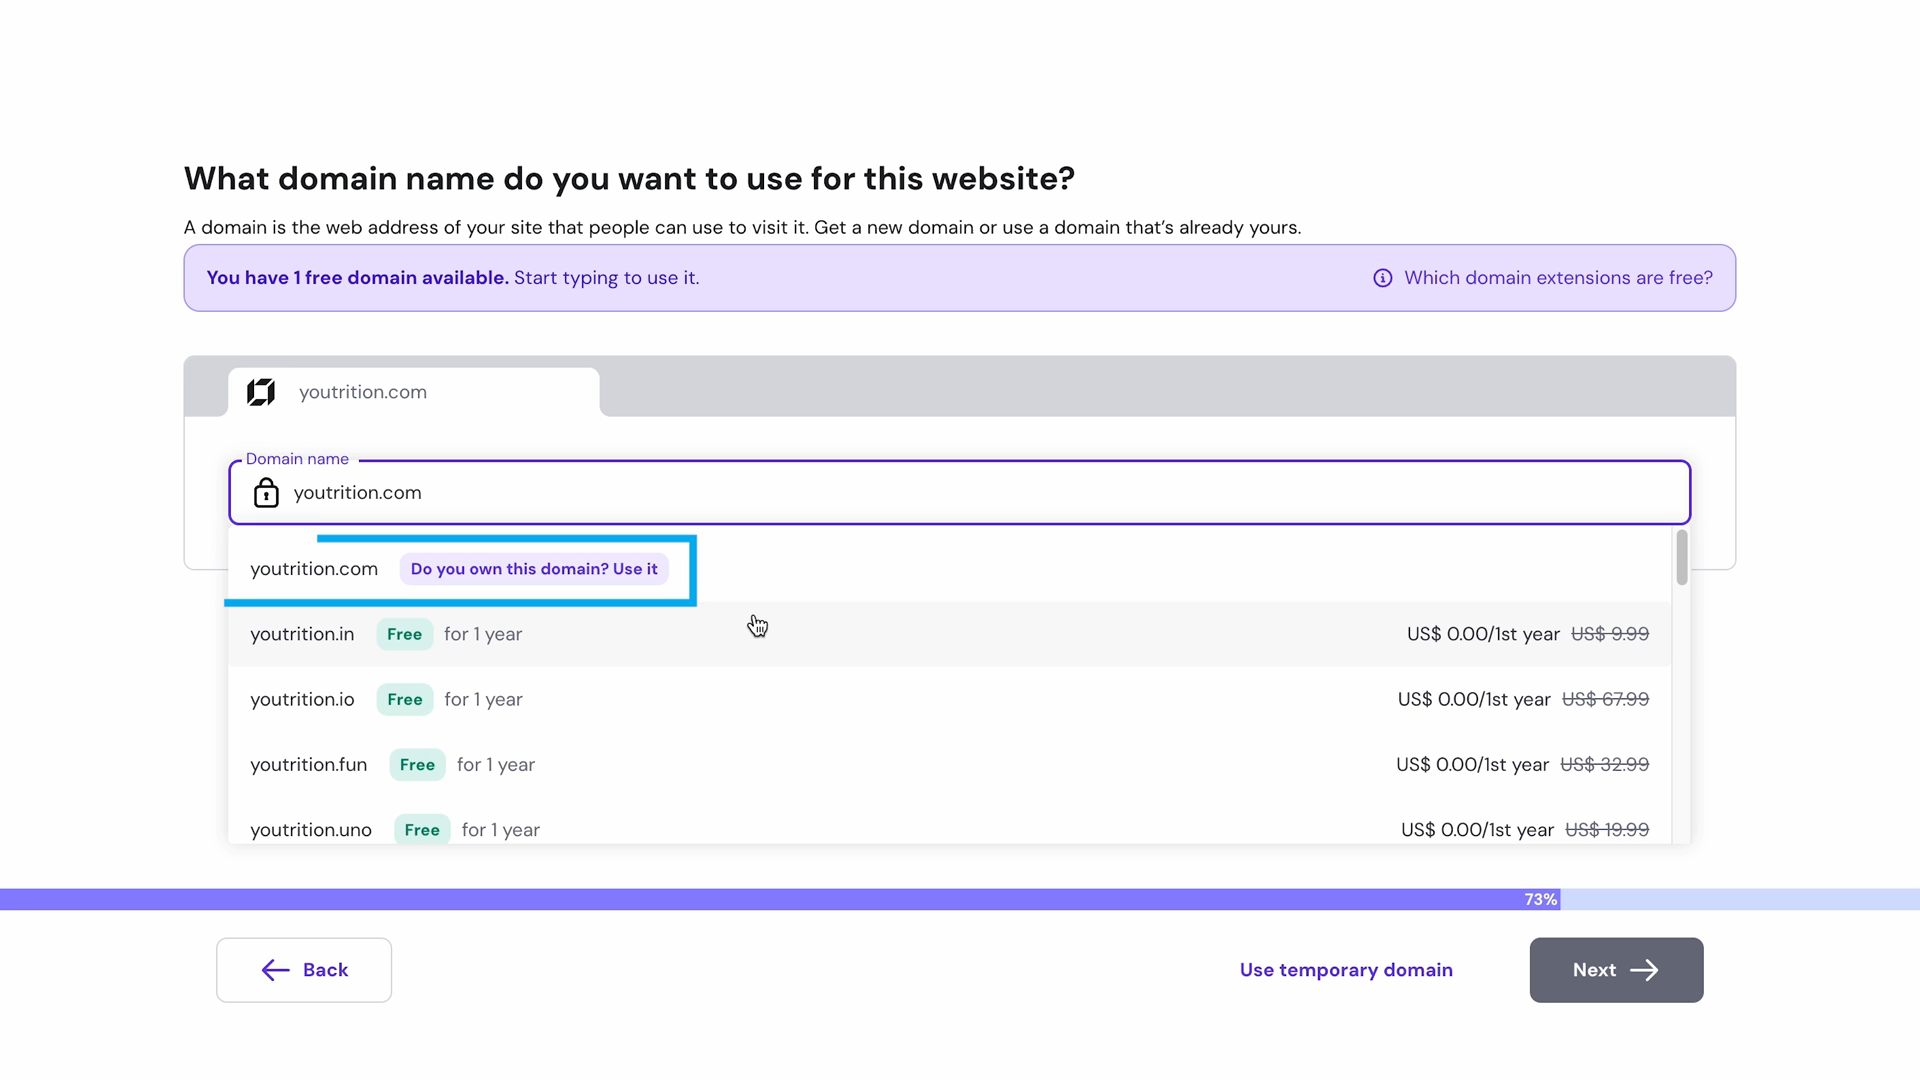 What domain name do you want to use for this website?
A domain is the web address of your site that people can use to visit it. Get a new domain or use a domain that's already yours.
You have 1 free domain available. Start typing to use it. Which domain extensions are free?
youtrition.com
Domain name
youtrition.com
youtrition.com Do you own this domain? Use it
youtrition.in Free for 1 year US$ 0.00/1st year US$ 9.99
youtrition.io Free for 1 year US$ 0.00/1st year US$ 67.99
youtrition.fun Free for 1 year US$ 0.00/1st year US$ 32.99
youtrition.uno Free for 1 year US$ 0.00/1st year US$ 19.99
73%
Back Use temporary domain Next